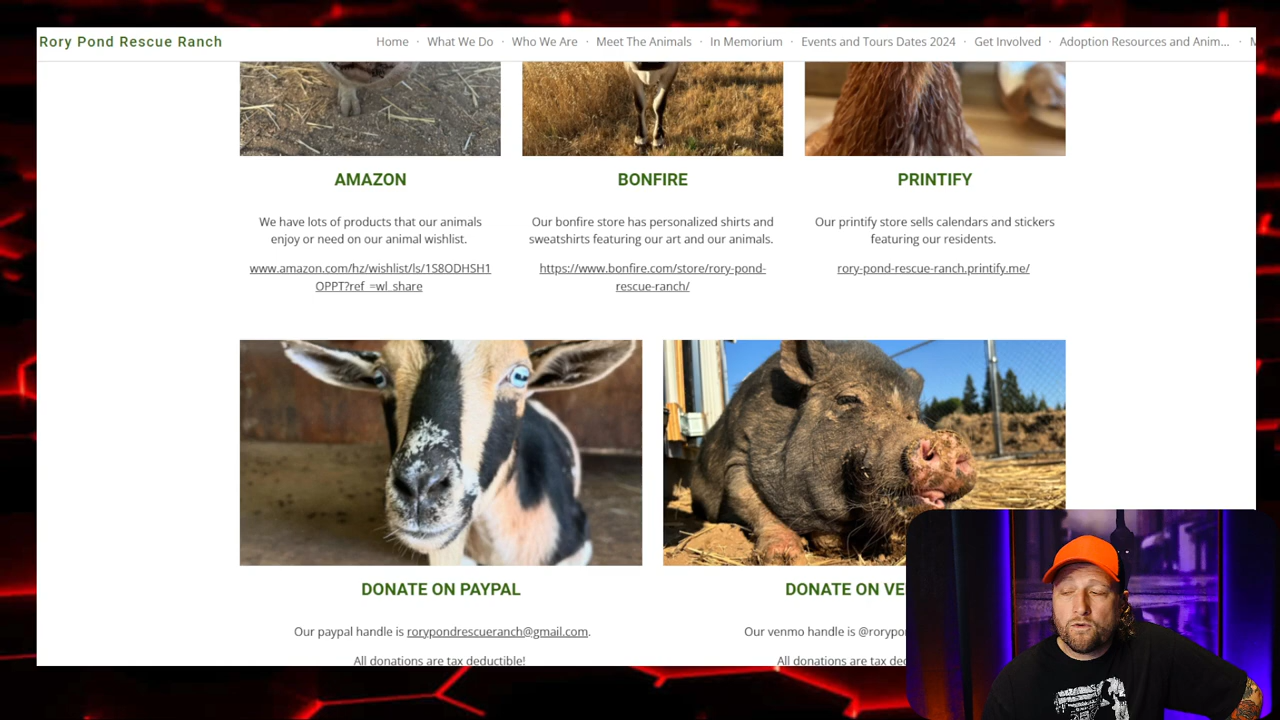 Rory Pond Rescue Ranch
Home · What We Do · Who We Are · Meet The Animals · In Memorium · Events and Tours Dates 2024 · Get Involved · Adoption Resources and Anim... ·
AMAZON
We have lots of products that our animals
enjoy or need on our animal wishlist.
www.amazon.com/hz/wishlist/ls/1S8ODHSH1
OPPT?ref_=wl_share
BONFIRE
Our bonfire store has personalized shirts and
sweatshirts featuring our art and our animals.
https://www.bonfire.com/store/rory-pond-
rescue-ranch/
PRINTIFY
Our printify store sells calendars and stickers
featuring our residents.
rory-pond-rescue-ranch.printify.me/
DONATE ON PAYPAL
Our paypal handle is rorypondrescueranch@gmail.com.
All donations are tax deductible!
DONATE ON VE
Our venmo handle is @rorypo
All donations are tax de